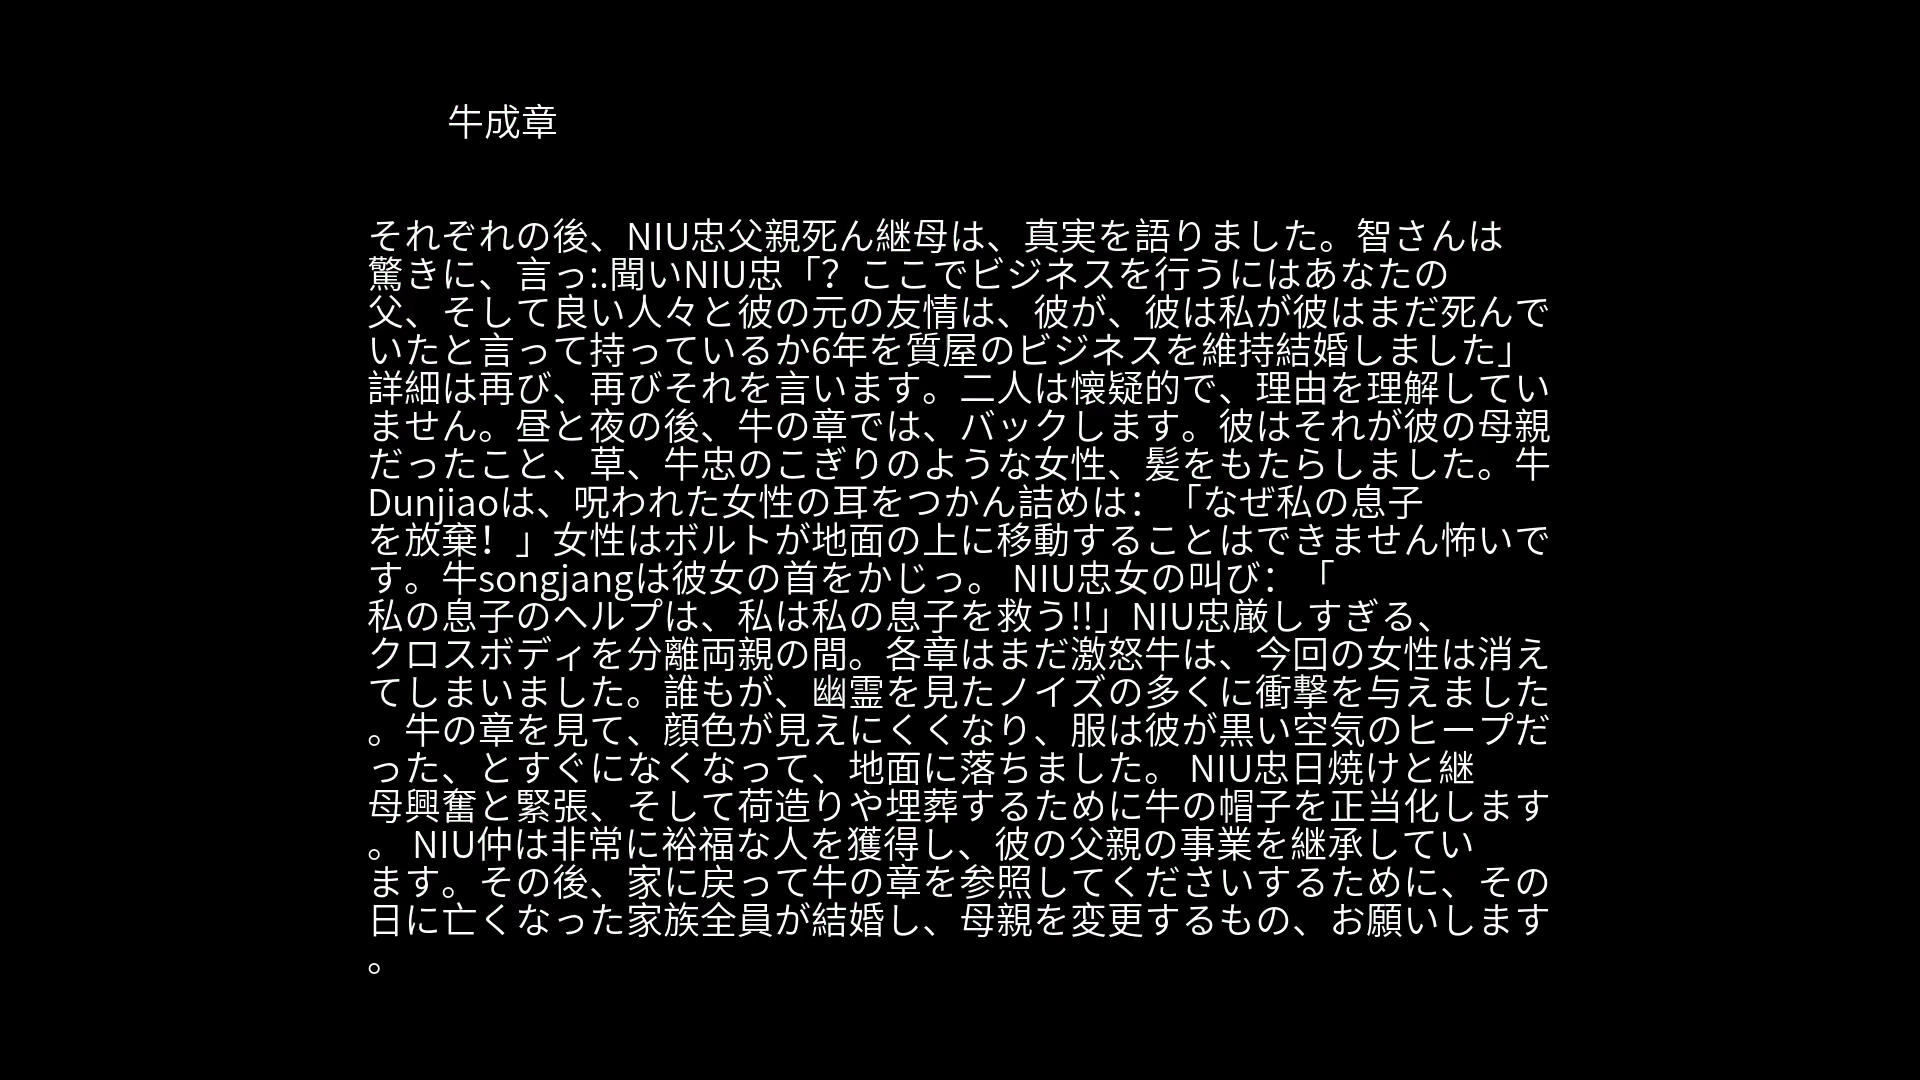 牛成章
それぞれの後、NIU忠父親死ん継母は、真実を語りました。智さんは
驚きに、言っ:.聞いNIU忠「？ここでビジネスを行うにはあなたの
父、そして良い人々と彼の元の友情は、彼が、彼は私が彼はまだ死んで
いたと言って持っているか6年を質屋のビジネスを維持結婚しました」
詳細は再び、再びそれを言います。二人は懐疑的で、理由を理解してい
ません。昼と夜の後、牛の章では、バックします。彼はそれが彼の母親
だったこと、草、牛忠のこぎりのような女性、髪をもたらしました。牛
Dunjiaoは、呪われた女性の耳をつかん詰めは：「なぜ私の息子
を放棄！」女性はボルトが地面の上に移動することはできません怖いで
す。牛songjangは彼女の首をかじっ。 NIU忠女の叫び：「
私の息子のヘルプは、私は私の息子を救う!!」NIU忠厳しすぎる、
クロスボディを分離両親の間。各章はまだ激怒牛は、今回の女性は消え
てしまいました。誰もが、幽霊を見たノイズの多くに衝撃を与えました
。牛の章を見て、顔色が見えにくくなり、服は彼が黒い空気のヒープだ
った、とすぐになくなって、地面に落ちました。 NIU忠日焼けと継
母興奮と緊張、そして荷造りや埋葬するために牛の帽子を正当化します
。 NIU仲は非常に裕福な人を獲得し、彼の父親の事業を継承してい
ます。その後、家に戻って牛の章を参照してくださいするために、その
日に亡くなった家族全員が結婚し、母親を変更するもの、お願いします
。